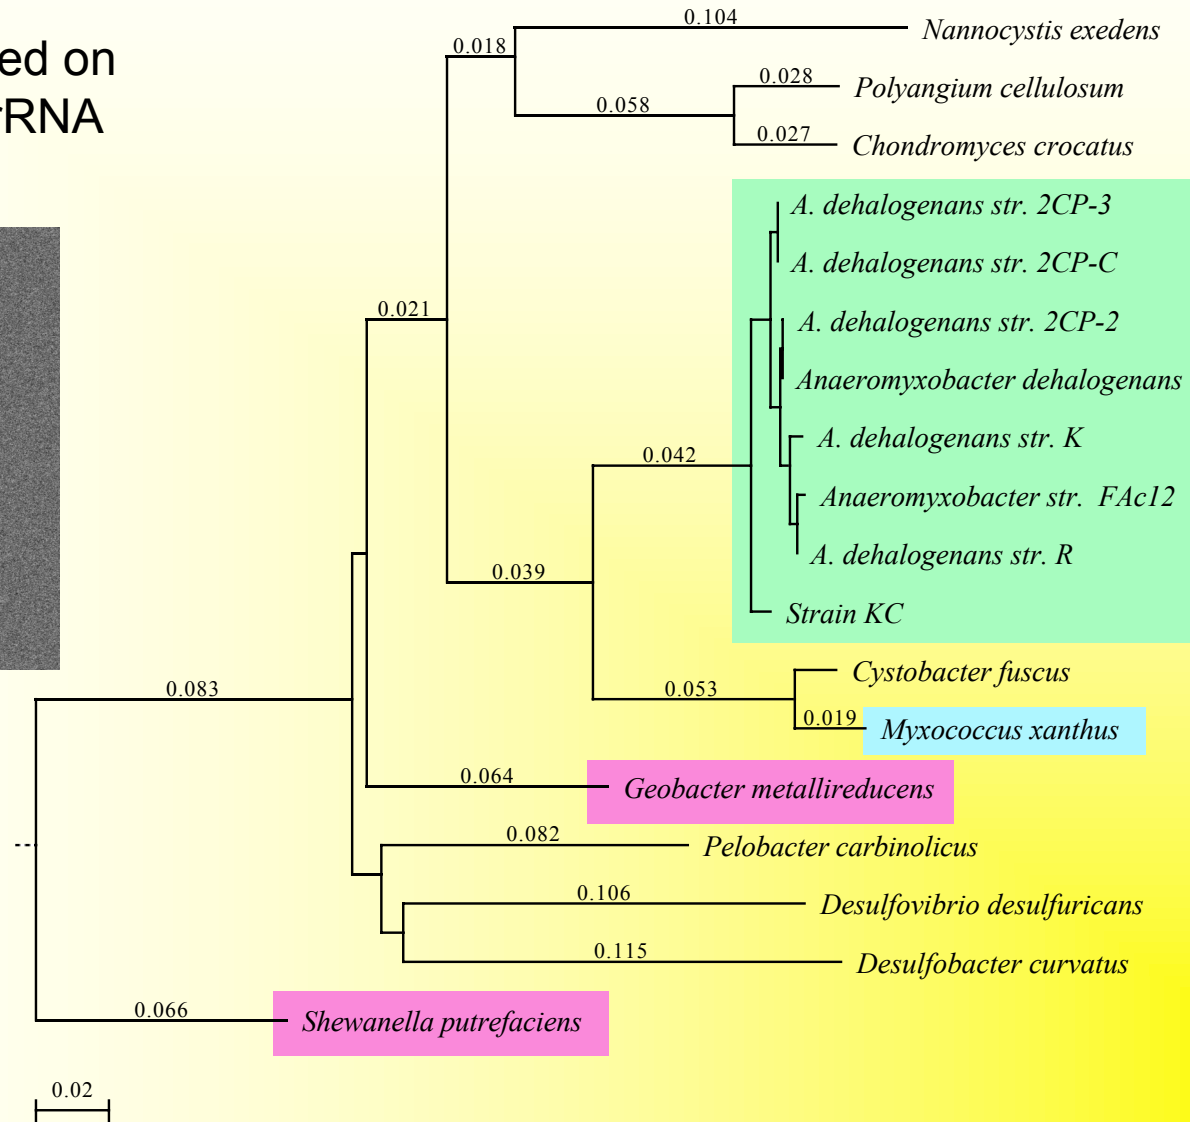 ed on
rRNA
0.104
Nannocystis exedens
0.018
0.028
Polyangium cellulosum
0.058
0.027
Chondromyces crocatus
A. dehalogenans str. 2CP-3
A. dehalogenans str. 2CP-C
0.021
A. dehalogenans str. 2CP-2
Anaeromyxobacter dehalogenans
A. dehalogenans str. K
0.042
Anaeromyxobacter str. FAc12
A. dehalogenans str. R
0.039
Strain KC
Cystobacter fuscus
0.083
0.053
0.019
Myxococcus xanthus
0.064
Geobacter metallireducens
0.082
Pelobacter carbinolicus
0.106
Desulfovibrio desulfuricans
0.115
Desulfobacter curvatus
0.066
Shewanella putrefaciens
0.02